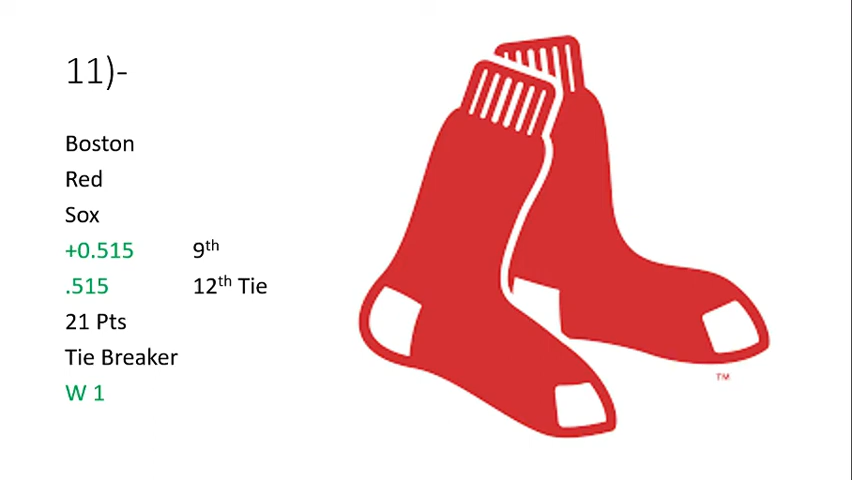 11)-
Boston
Red
Sox
+0.515 9th
.515 12th Tie
21 Pts
Tie Breaker
W 1
TM